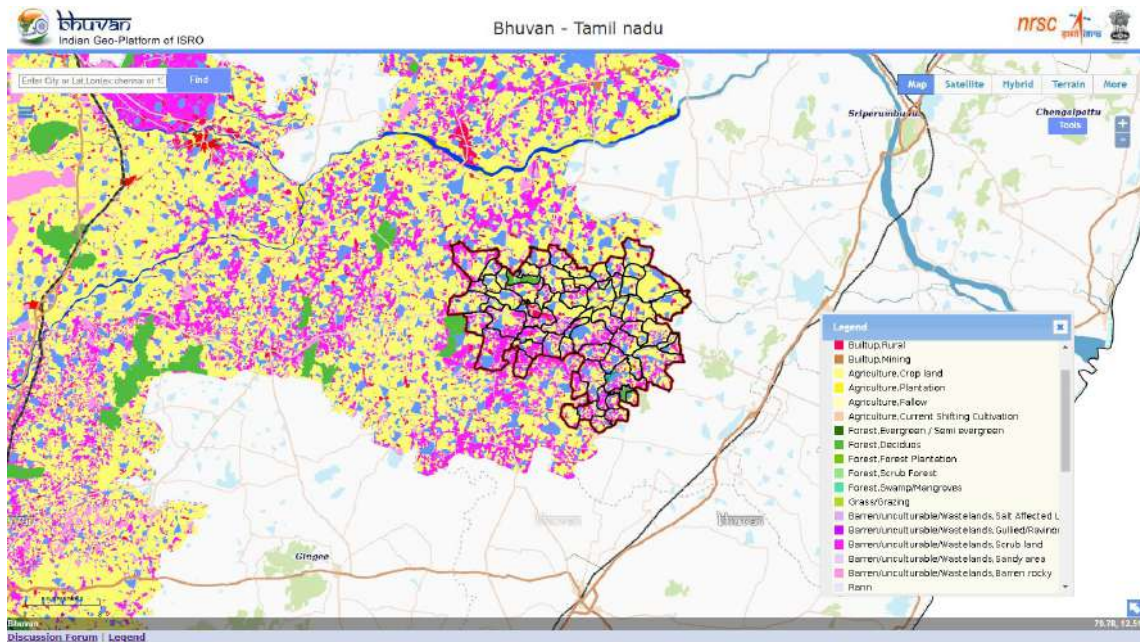 bhuvan
Indian Geo-Platform of ISRO
Bhuvan - Tamil nadu
nrsc
Find
Map
Satellite
Hybrid
Terrain
More
Tools
+
-
Chengalpattu
Legend
Builtup,Rural
Builtup,Mining
Agriculture,Crop land
Agriculture,Plantation
Agriculture,Fallow
Agriculture,Current Shifting Cultivation
Forest,Evergreen / Semi evergreen
Forest,Deciduos
Forest,Forest Plantation
Forest,Scrub Forest
Forest,Swamp/Mangroves
Grass/Grazing
Barren/unculturable/Wastelands, Salt Affected L
Barren/unculturable/Wastelands, Gullied/Ravinor
Barren/unculturable/Wastelands, Scrub land
Barren/unculturable/Wastelands, Sandy area
Barren/unculturable/Wastelands, Barren rocky
Rann
bhuvan
bhuvan
Gingee
Bhuvan
Discussion Forum | Legend